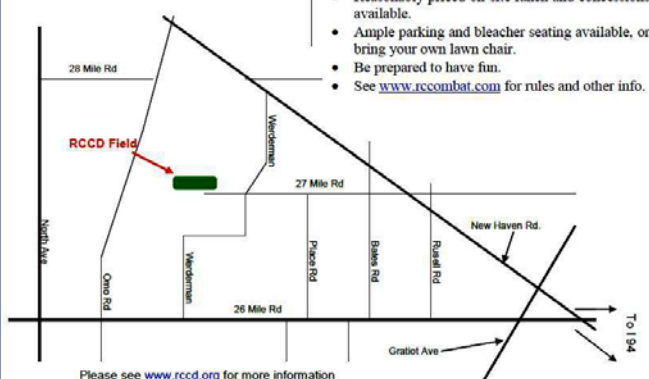 available.
• Ample parking and bleacher seating available, or
bring your own lawn chair.
• Be prepared to have fun.
• See www.rccombat.com for rules and other info.
28 Mile Rd
Werderman
RCCD Field
27 Mile Rd
North Ave
New Haven Rd.
Omo Rd
Werderman
Place Rd
Bates Rd
Rusell Rd
26 Mile Rd
To I 94
Gratiot Ave
Please see www.rccd.org for more information